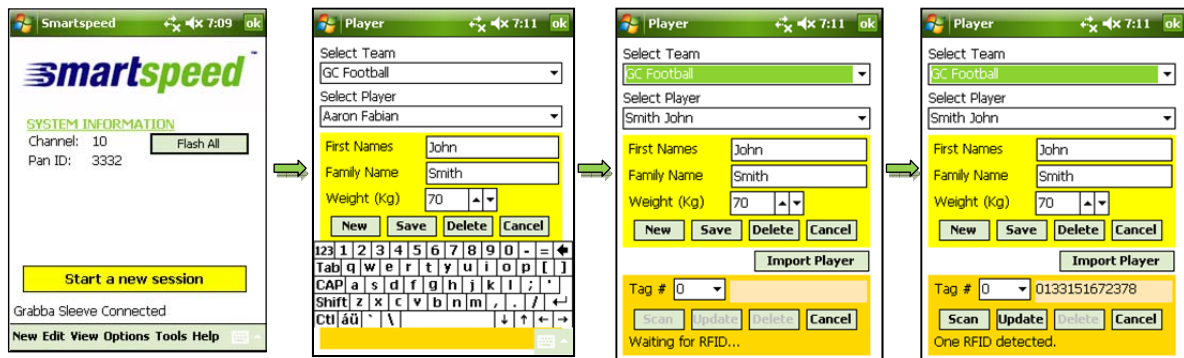 Smartspeed 7:09 ok
smartspeed™
SYSTEM INFORMATION
Channel: 10 Flash All
Pan ID: 3332
Start a new session
Grabba Sleeve Connected
New Edit View Options Tools Help
Player 7:11 ok
Select Team
GC Football
Select Player
Aaron Fabian
First Names John
Family Name Smith
Weight (Kg) 70
New Save Delete Cancel
123 1 2 3 4 5 6 7 8 9 0 - =
Tab q w e r t y u i o p [ ]
CAP a s d f g h j k l ; '
Shift z x c v b n m , . /
Ctl áü ` \
Player 7:11 ok
Select Team
GC Football
Select Player
Smith John
First Names John
Family Name Smith
Weight (Kg) 70
New Save Delete Cancel
Import Player
Tag # 0
Scan Update Delete Cancel
Waiting for RFID...
Player 7:11 ok
Select Team
GC Football
Select Player
Smith John
First Names John
Family Name Smith
Weight (Kg) 70
New Save Delete Cancel
Import Player
Tag # 0 0133151672378
Scan Update Delete Cancel
One RFID detected.